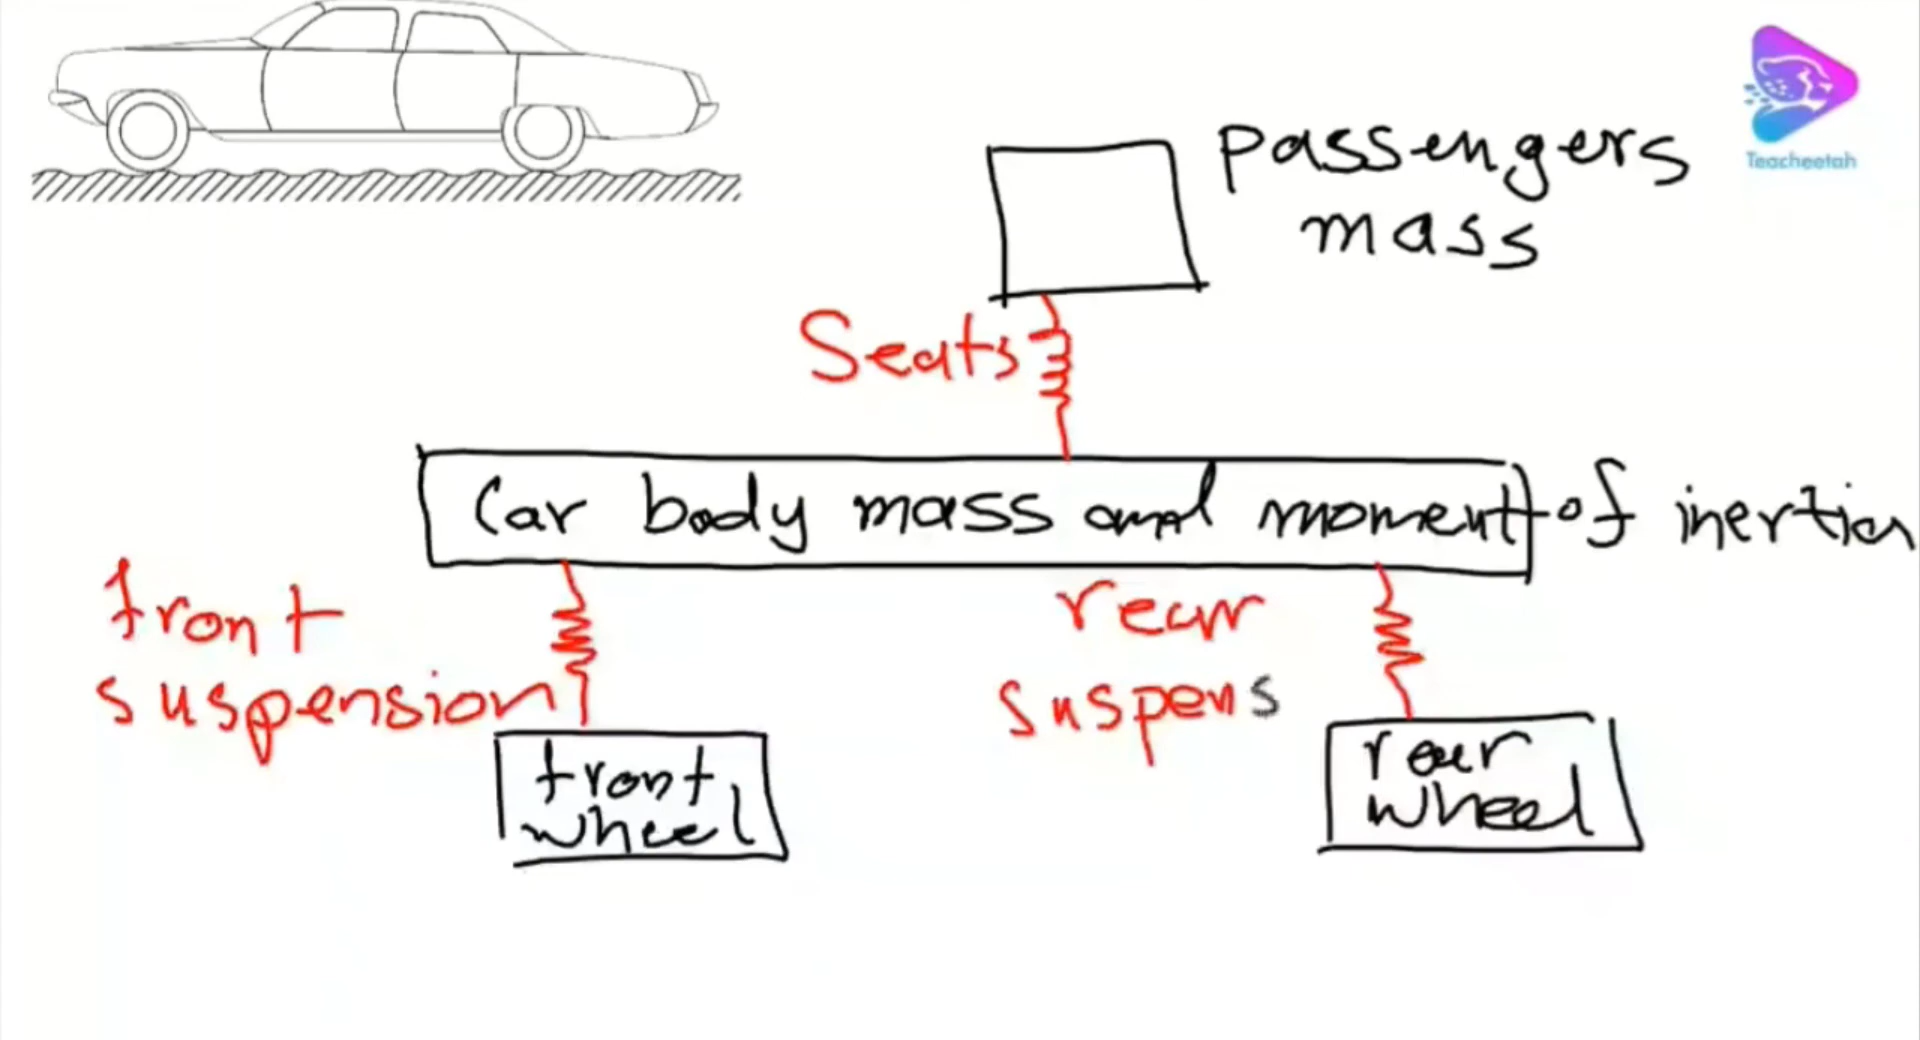 Teacheetah
passengers
mass
Seats
Car body mass and moment of inertia
front
suspension
rear
suspens
front
wheel
rear
wheel